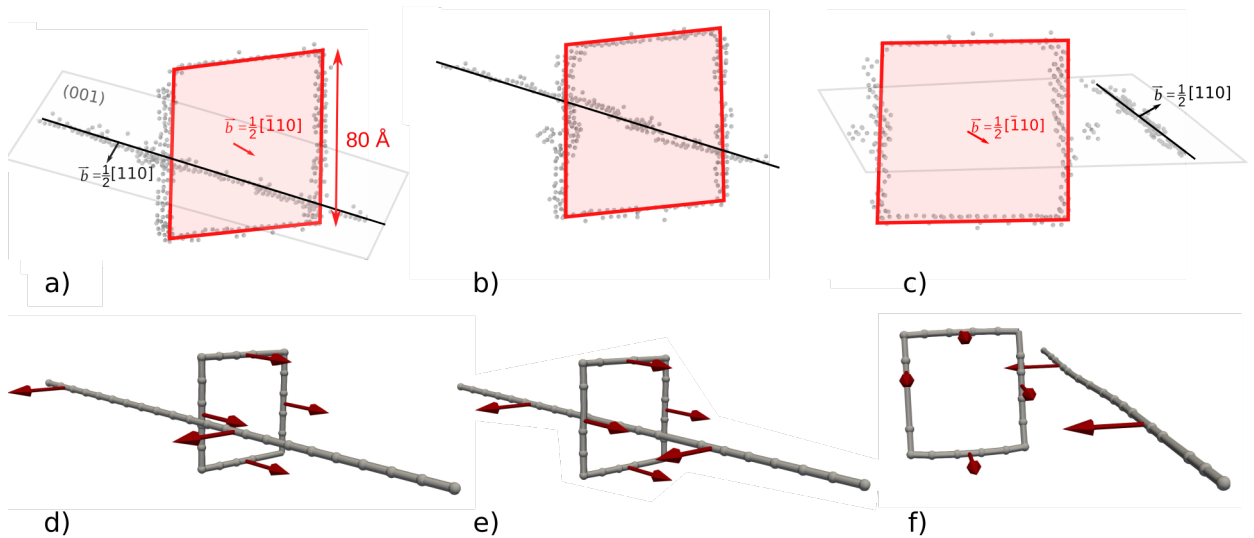 (001)
b̅=½[1̅10]
80 Å
b̅=½[110]
a)
b)
b̅=½[110]
b̅=½[1̅10]
c)
d)
e)
f)